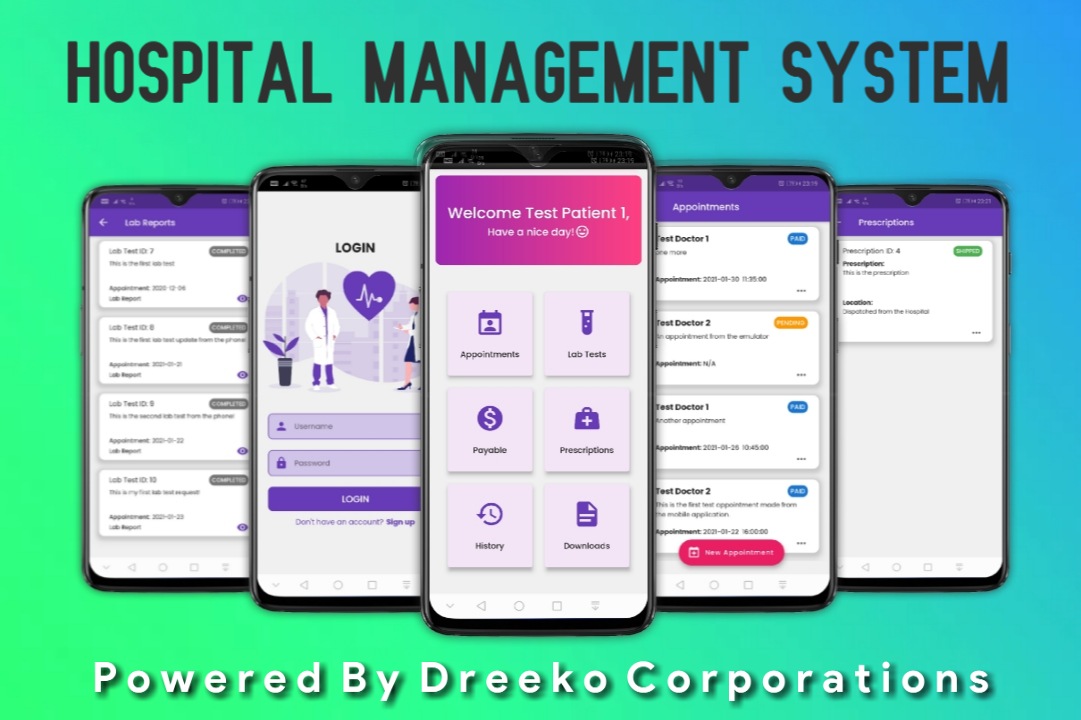 HOSPITAL MANAGEMENT SYSTEM
Lab Reports
Lab Test ID: 7
COMPLETED
This is the first lab test
Appointment: 2020-12-06
Lab Report
Lab Test ID: 8
COMPLETED
This is the first lab test update from the phone!
Appointment: 2021-01-21
Lab Report
Lab Test ID: 9
COMPLETED
This is the second lab test from the phone!
Appointment: 2021-01-22
Lab Report
Lab Test ID: 10
COMPLETED
This is my first lab test request!
Appointment: 2021-01-23
Lab Report
LOGIN
Username
Password
LOGIN
Don't have an account? Sign up
23:19
Welcome Test Patient 1,
Have a nice day!
Appointments
Lab Tests
Payable
Prescriptions
History
Downloads
23:19
Appointments
Test Doctor 1
PAID
one more
Appointment: 2021-01-30 11:35:00
Test Doctor 2
PENDING
An appointment from the emulator
Appointment: N/A
Test Doctor 1
PAID
Another appointment
Appointment: 2021-01-26 10:45:00
Test Doctor 2
PAID
This is the first test appointment made from
the mobile application.
Appointment: 2021-01-22 16:00:00
New Appointment
23:21
Prescriptions
Prescription ID: 4
SHIPPED
Prescription:
This is the prescription
Location:
Dispatched from the Hospital
Powered By Dreeko Corporations